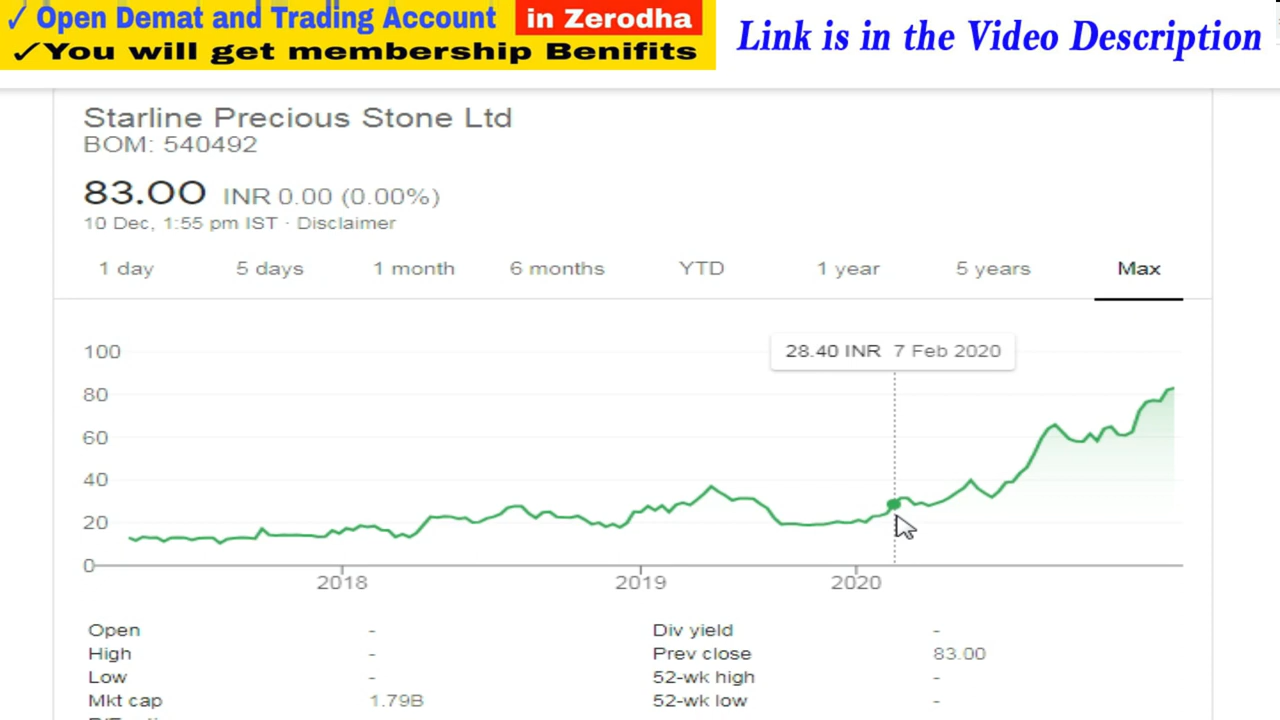 ✓ Open Demat and Trading Account in Zerodha
✓You will get membership Benifits
Link is in the Video Description
Starline Precious Stone Ltd
BOM: 540492
83.00 INR 0.00 (0.00%)
10 Dec, 1:55 pm IST · Disclaimer
1 day 5 days 1 month 6 months YTD 1 year 5 years Max
28.40 INR 7 Feb 2020
100
80
60
40
20
0
2018 2019 2020
Open - Div yield -
High - Prev close 83.00
Low - 52-wk high -
Mkt cap 1.79B 52-wk low -